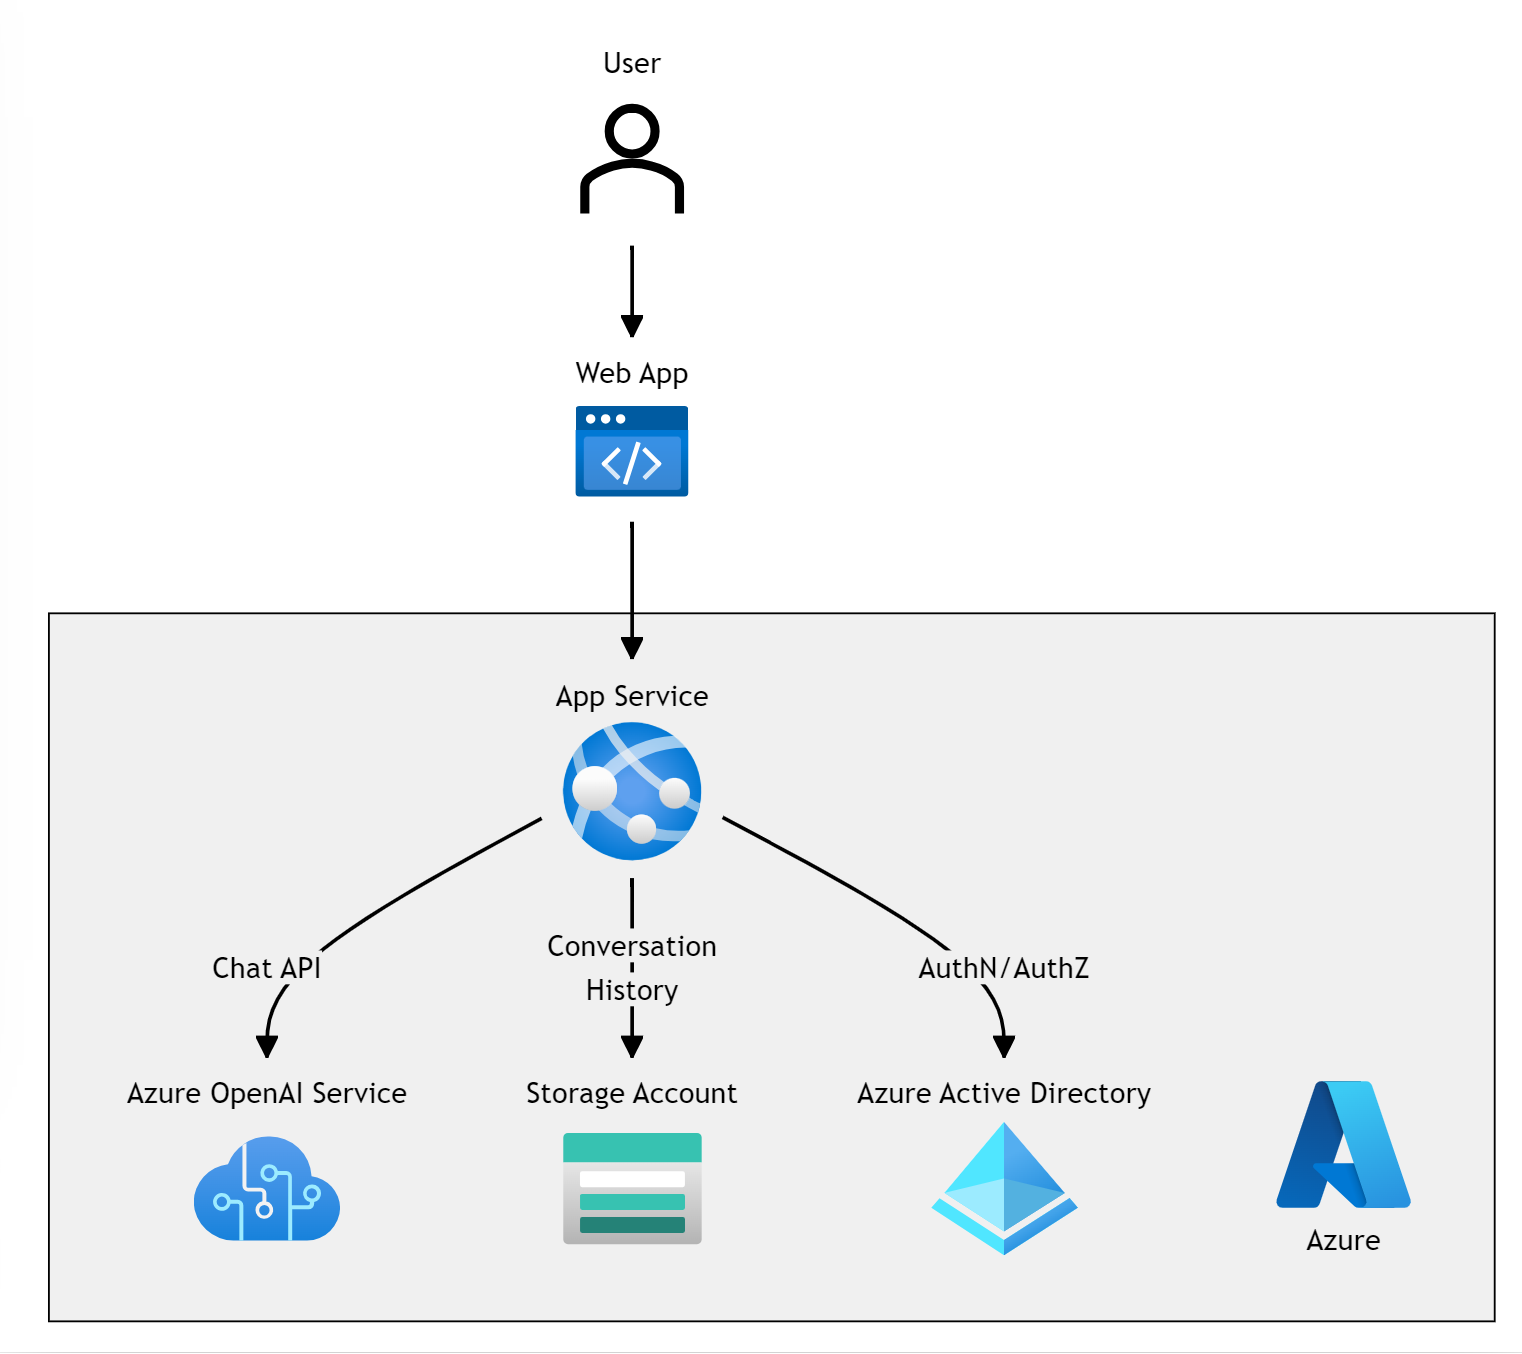 User
Web App
App Service
Chat API
Conversation
History
AuthN/AuthZ
Azure OpenAI Service
Storage Account
Azure Active Directory
Azure